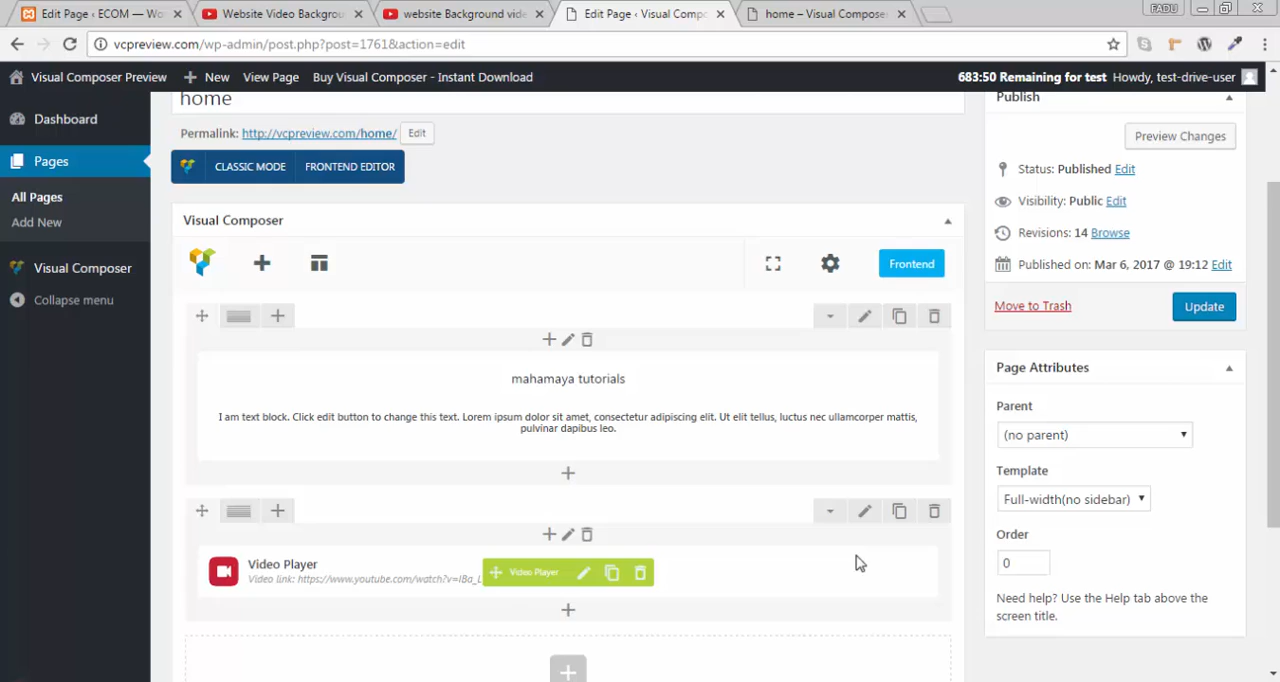 Edit Page ‹ ECOM — Wo
Website Video Backgrou
website Background vide
Edit Page ‹ Visual Compo
home – Visual Compose
FADU
vcpreview.com/wp-admin/post.php?post=1761&action=edit
Visual Composer Preview
New
View Page
Buy Visual Composer - Instant Download
683:50 Remaining for test
Howdy, test-drive-user
Dashboard
Pages
All Pages
Add New
Visual Composer
Collapse menu
home
Permalink: http://vcpreview.com/home/
Edit
CLASSIC MODE
FRONTEND EDITOR
Visual Composer
Frontend
mahamaya tutorials
I am text block. Click edit button to change this text. Lorem ipsum dolor sit amet, consectetur adipiscing elit. Ut elit tellus, luctus nec ullamcorper mattis,
pulvinar dapibus leo.
Video Player
Video link: https://www.youtube.com/watch?v=IBa_L
Video Player
Publish
Preview Changes
Status: Published Edit
Visibility: Public Edit
Revisions: 14 Browse
Published on: Mar 6, 2017 @ 19:12 Edit
Move to Trash
Update
Page Attributes
Parent
(no parent)
Template
Full-width(no sidebar)
Order
0
Need help? Use the Help tab above the
screen title.